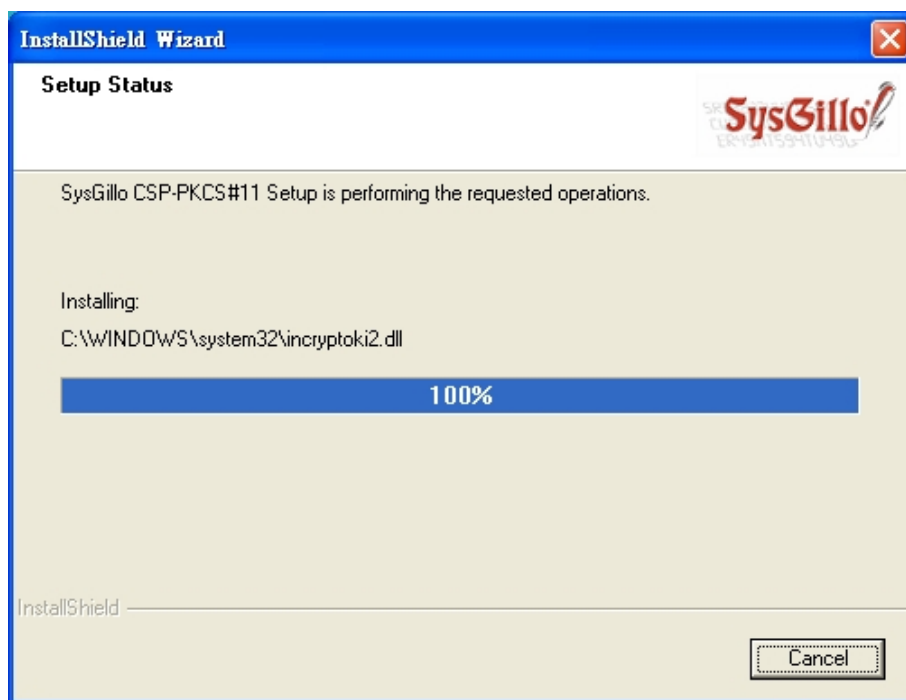 InstallShield Wizard
Setup Status
SysGillo
SysGillo CSP-PKCS#11 Setup is performing the requested operations.
Installing:
C:\WINDOWS\system32\incryptoki2.dll
100%
InstallShield
Cancel